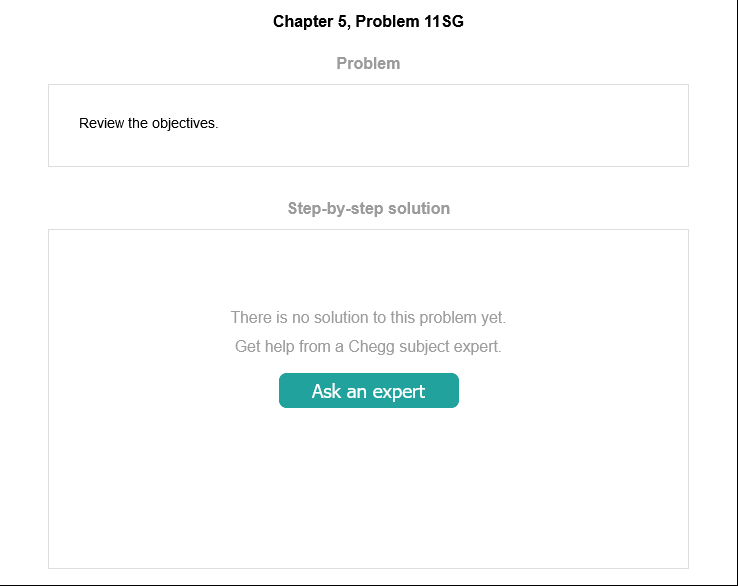 Chapter 5, Problem 11SG
Problem
Review the objectives.
Step-by-step solution
There is no solution to this problem yet.
Get help from a Chegg subject expert.
Ask an expert